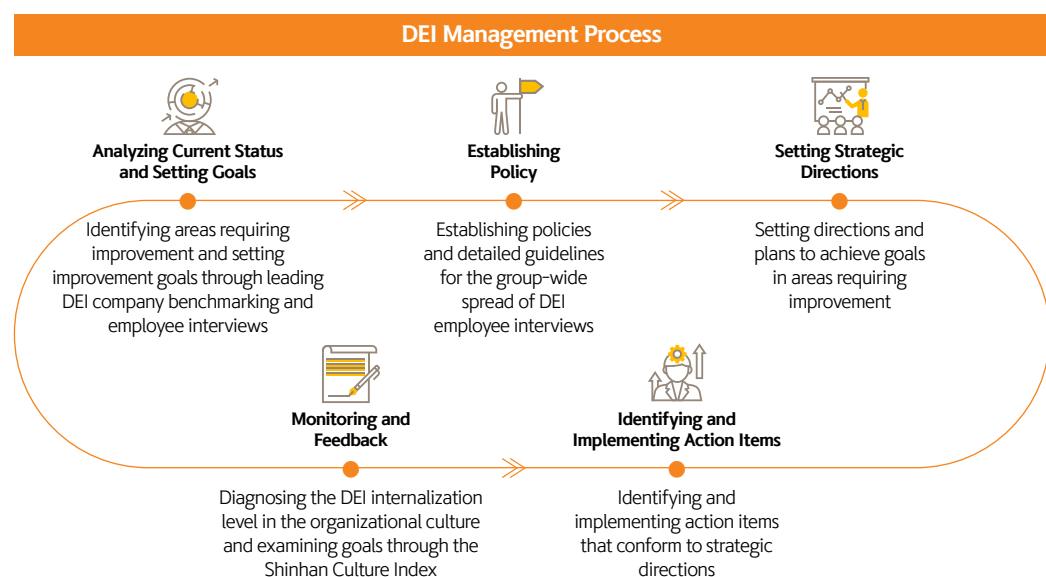 DEI Management Process
Analyzing Current Status
and Setting Goals
Identifying areas requiring
improvement and setting
improvement goals through leading
DEI company benchmarking and
employee interviews
Establishing
Policy
Establishing policies
and detailed guidelines
for the group-wide
spread of DEI
employee interviews
Setting Strategic
Directions
Setting directions and
plans to achieve goals
in areas requiring
improvement
Monitoring and
Feedback
Diagnosing the DEI internalization
level in the organizational culture
and examining goals through the
Shinhan Culture Index
Identifying and
Implementing Action Items
Identifying and
implementing action items
that conform to strategic
directions